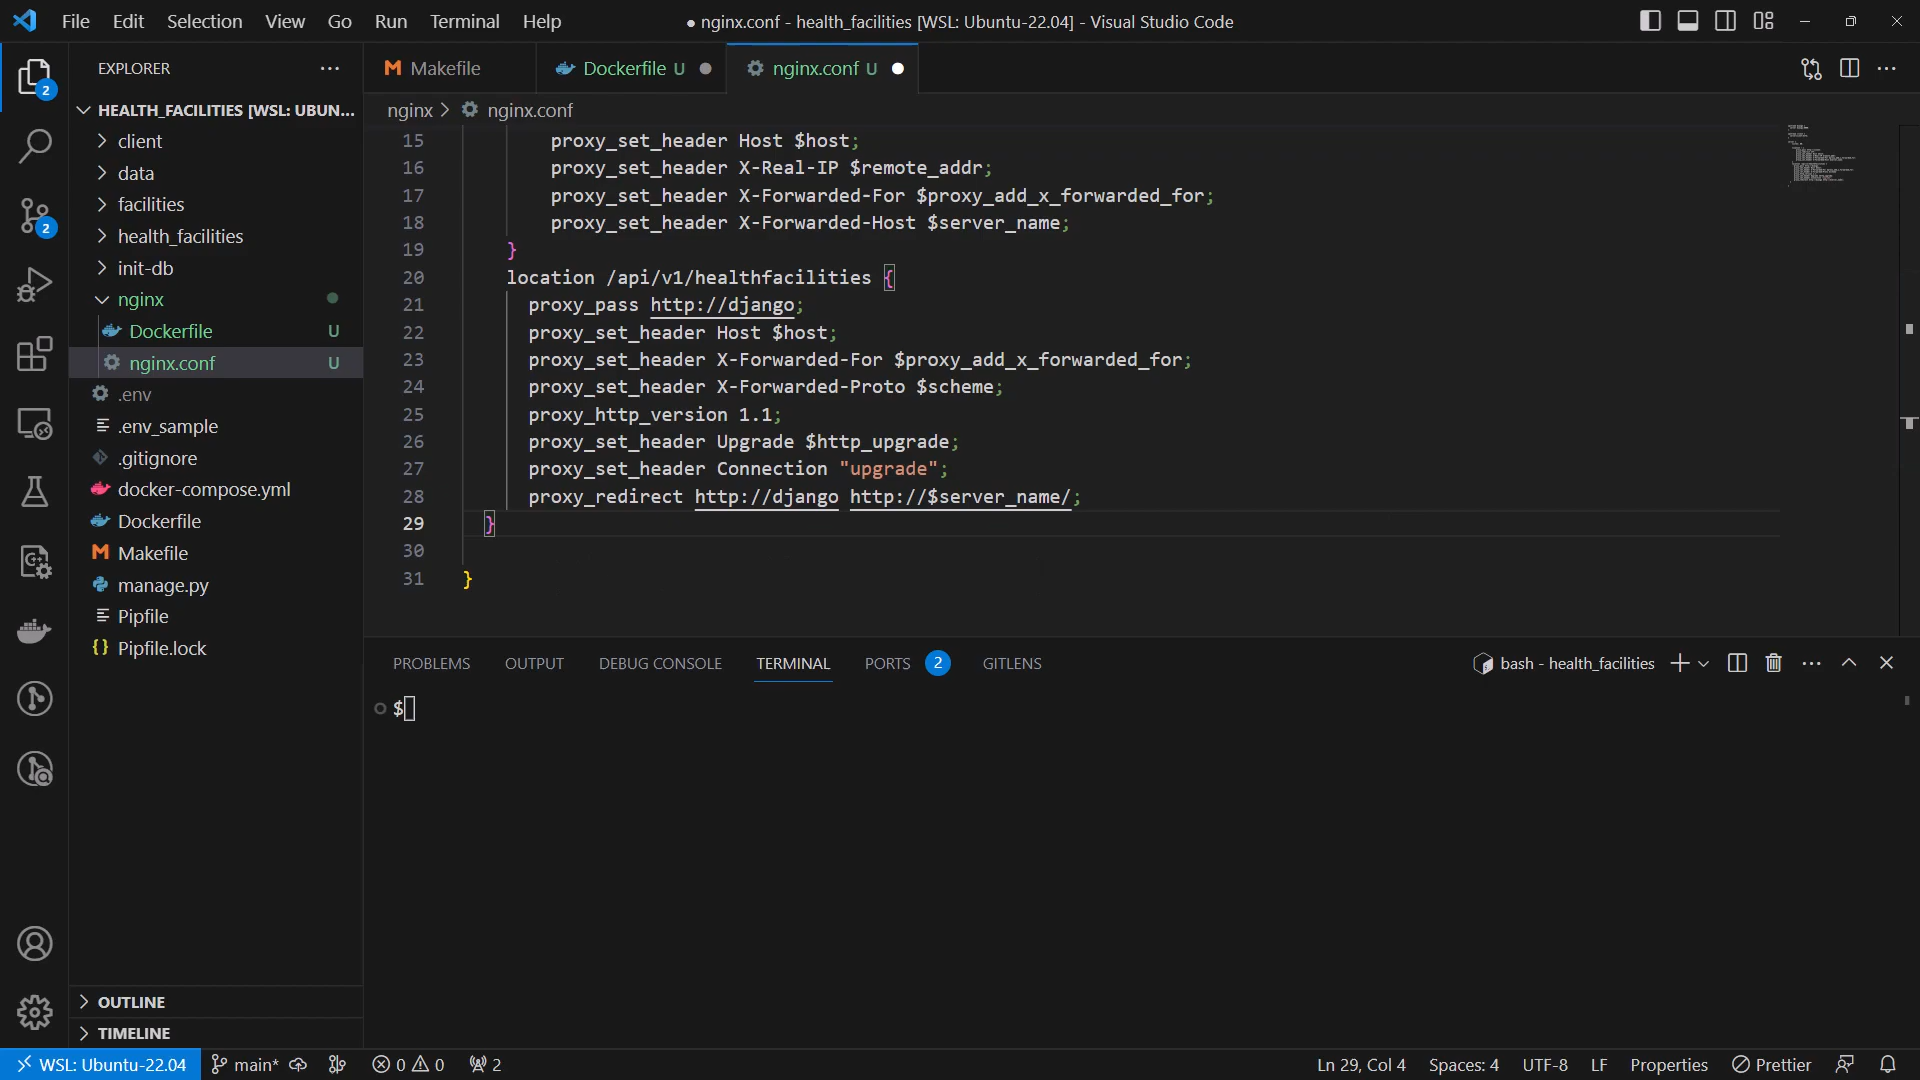 File Edit Selection View Go Run Terminal Help
● nginx.conf - health_facilities [WSL: Ubuntu-22.04] - Visual Studio Code
2
2
EXPLORER
HEALTH_FACILITIES [WSL: UBUN...
client
data
facilities
health_facilities
init-db
nginx
Dockerfile U
nginx.conf U
.env
.env_sample
.gitignore
docker-compose.yml
Dockerfile
Makefile
manage.py
Pipfile
Pipfile.lock
OUTLINE
TIMELINE
Makefile
Dockerfile U
nginx.conf U
nginx > nginx.conf
15 proxy_set_header Host $host;
16 proxy_set_header X-Real-IP $remote_addr;
17 proxy_set_header X-Forwarded-For $proxy_add_x_forwarded_for;
18 proxy_set_header X-Forwarded-Host $server_name;
19 }
20 location /api/v1/healthfacilities {
21 proxy_pass http://django;
22 proxy_set_header Host $host;
23 proxy_set_header X-Forwarded-For $proxy_add_x_forwarded_for;
24 proxy_set_header X-Forwarded-Proto $scheme;
25 proxy_http_version 1.1;
26 proxy_set_header Upgrade $http_upgrade;
27 proxy_set_header Connection "upgrade";
28 proxy_redirect http://django http://$server_name/;
29 }
30
31 }
PROBLEMS OUTPUT DEBUG CONSOLE TERMINAL PORTS 2 GITLENS
bash - health_facilities
$
WSL: Ubuntu-22.04 main* 0 0 2
Ln 29, Col 4 Spaces: 4 UTF-8 LF Properties Prettier